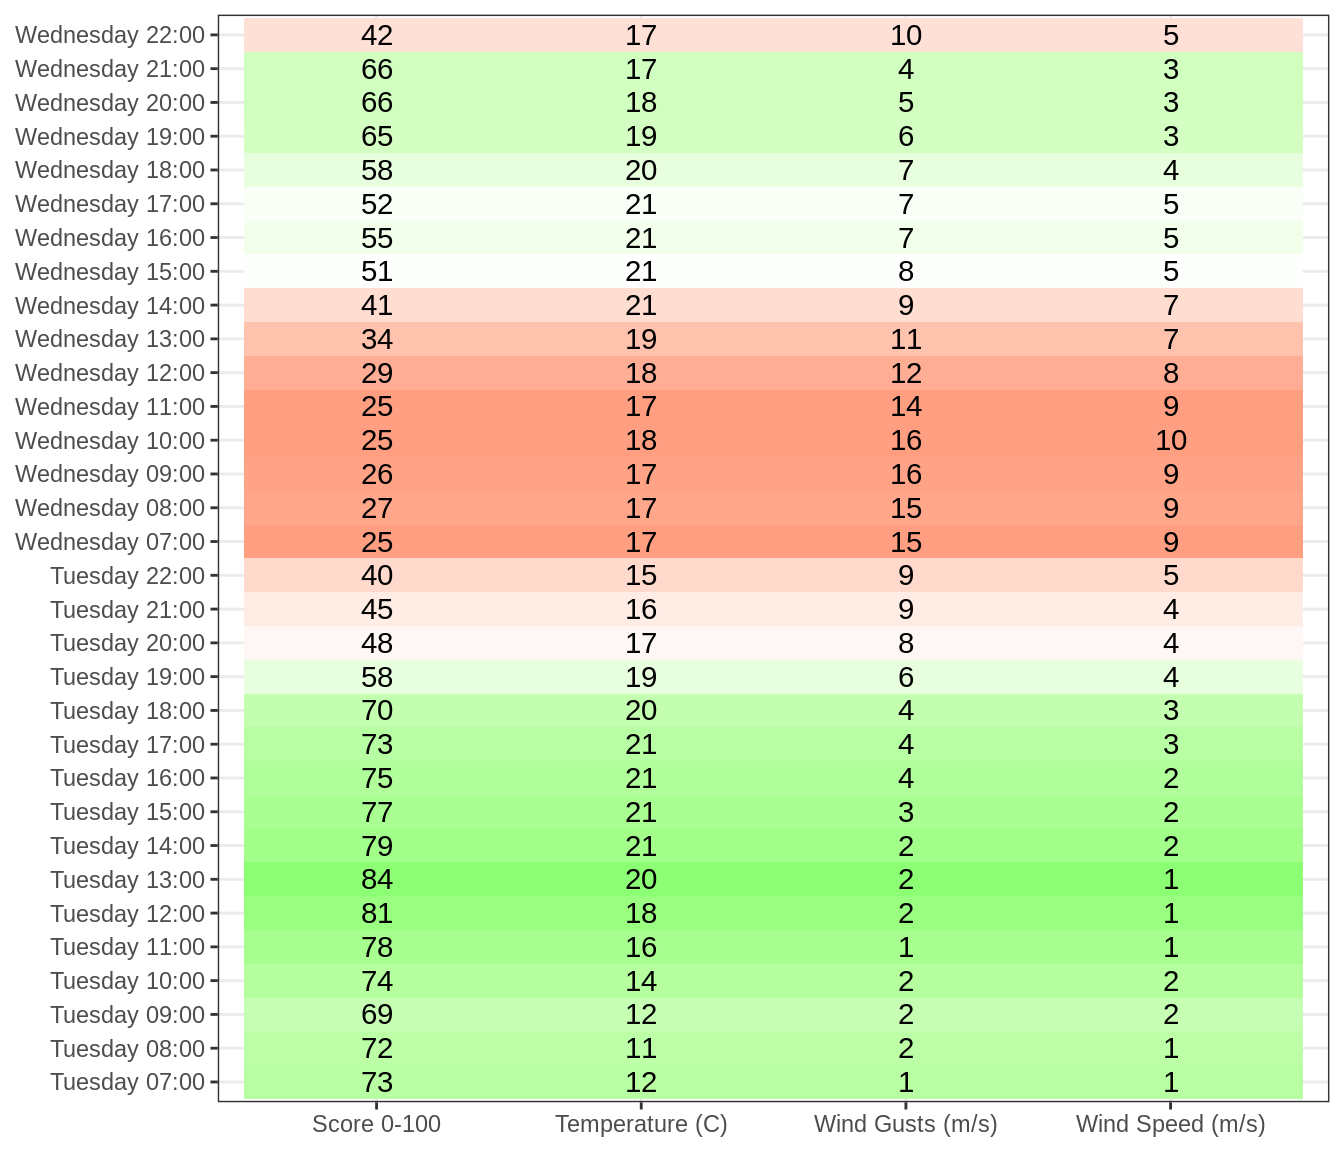 Wednesday 22:00 42 17 10 5
Wednesday 21:00 66 17 4 3
Wednesday 20:00 66 18 5 3
Wednesday 19:00 65 19 6 3
Wednesday 18:00 58 20 7 4
Wednesday 17:00 52 21 7 5
Wednesday 16:00 55 21 7 5
Wednesday 15:00 51 21 8 5
Wednesday 14:00 41 21 9 7
Wednesday 13:00 34 19 11 7
Wednesday 12:00 29 18 12 8
Wednesday 11:00 25 17 14 9
Wednesday 10:00 25 18 16 10
Wednesday 09:00 26 17 16 9
Wednesday 08:00 27 17 15 9
Wednesday 07:00 25 17 15 9
Tuesday 22:00 40 15 9 5
Tuesday 21:00 45 16 9 4
Tuesday 20:00 48 17 8 4
Tuesday 19:00 58 19 6 4
Tuesday 18:00 70 20 4 3
Tuesday 17:00 73 21 4 3
Tuesday 16:00 75 21 4 2
Tuesday 15:00 77 21 3 2
Tuesday 14:00 79 21 2 2
Tuesday 13:00 84 20 2 1
Tuesday 12:00 81 18 2 1
Tuesday 11:00 78 16 1 1
Tuesday 10:00 74 14 2 2
Tuesday 09:00 69 12 2 2
Tuesday 08:00 72 11 2 1
Tuesday 07:00 73 12 1 1
Score 0-100 Temperature (C) Wind Gusts (m/s) Wind Speed (m/s)